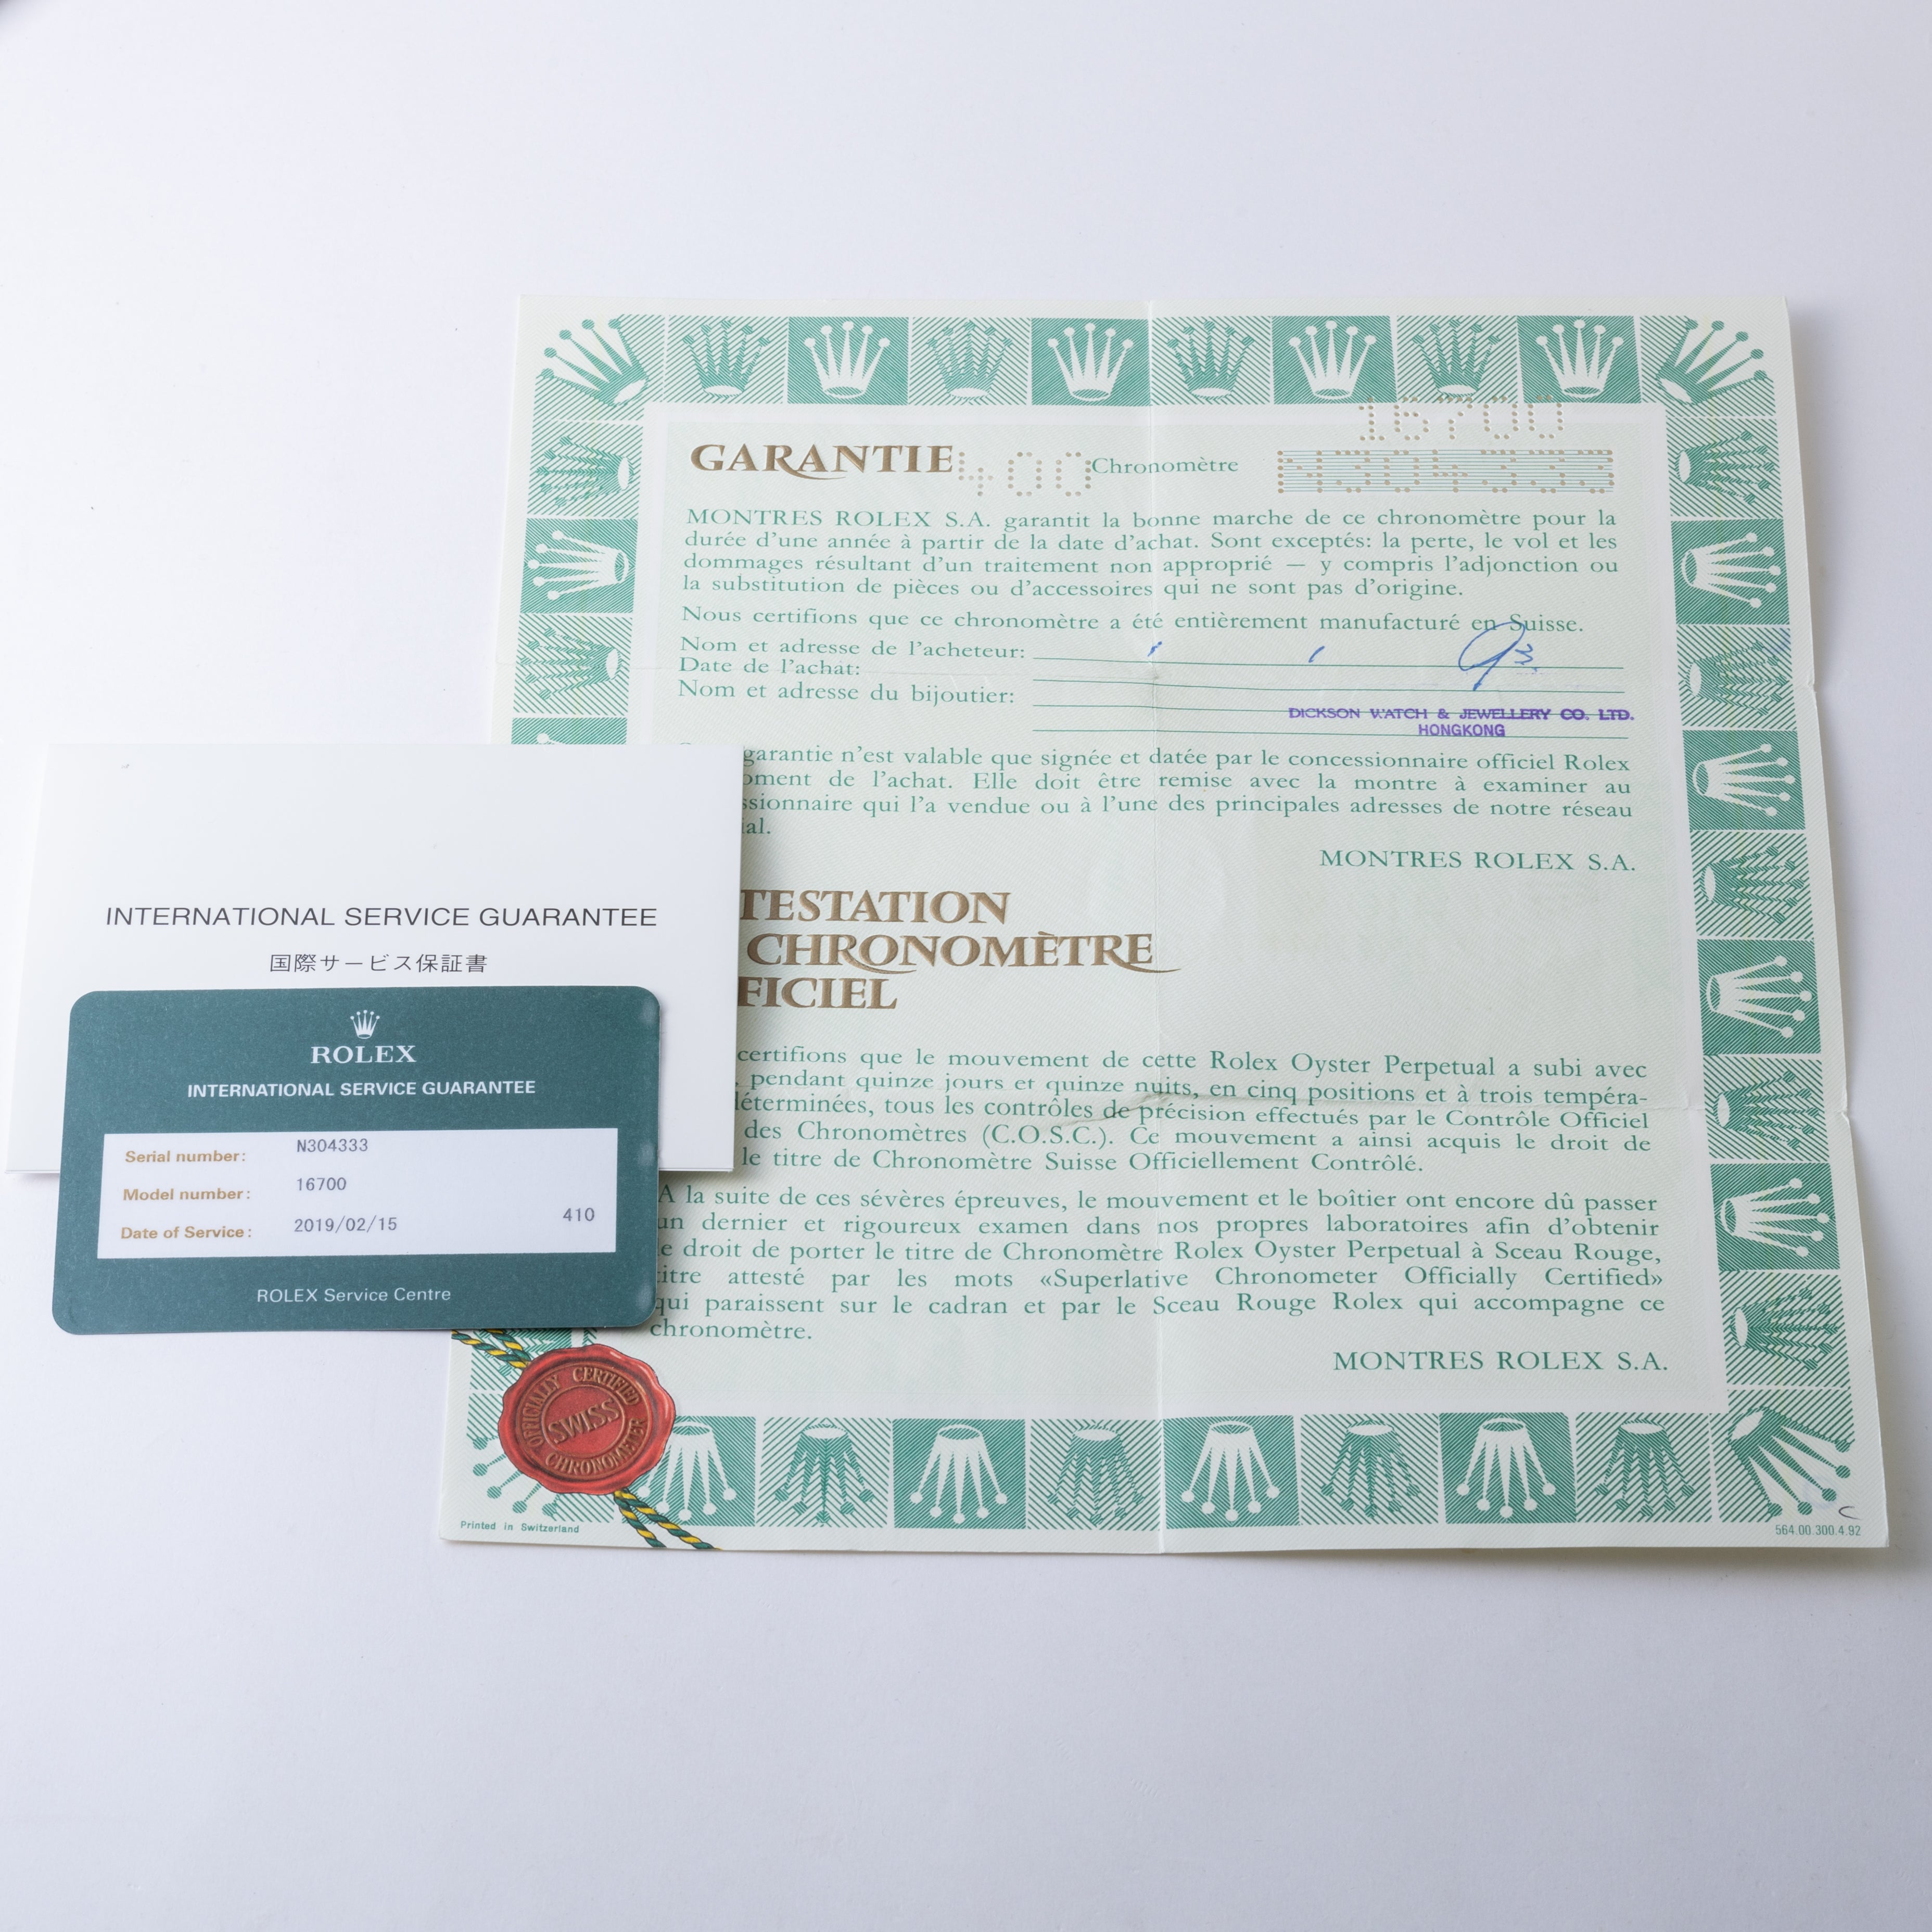 16700
GARANTIE 400 Chronomètre N304333
MONTRES ROLEX S.A. garantit la bonne marche de ce chronomètre pour la
durée d'une année à partir de la date d'achat. Sont exceptés: la perte, le vol et les
dommages résultant d'un traitement non approprié — y compris l'adjonction ou
la substitution de pièces ou d'accessoires qui ne sont pas d'origine.
Nous certifions que ce chronomètre a été entièrement manufacturé en Suisse.
Nom et adresse de l'acheteur:
Date de l'achat:
Nom et adresse du bijoutier:
DICKSON WATCH & JEWELLERY CO. LTD.
HONGKONG
garantie n'est valable que signée et datée par le concessionnaire officiel Rolex
oment de l'achat. Elle doit être remise avec la montre à examiner au
ssionnaire qui l'a vendue ou à l'une des principales adresses de notre réseau
ial.
MONTRES ROLEX S.A.
TESTATION
CHRONOMÈTRE
FICIEL
certifions que le mouvement de cette Rolex Oyster Perpetual a subi avec
. pendant quinze jours et quinze nuits, en cinq positions et à trois tempéra-
déterminées, tous les contrôles de précision effectués par le Contrôle Officiel
des Chronomètres (C.O.S.C.). Ce mouvement a ainsi acquis le droit de
le titre de Chronomètre Suisse Officiellement Contrôlé.
A la suite de ces sévères épreuves, le mouvement et le boîtier ont encore dû passer
un dernier et rigoureux examen dans nos propres laboratoires afin d'obtenir
le droit de porter le titre de Chronomètre Rolex Oyster Perpetual à Sceau Rouge,
titre attesté par les mots «Superlative Chronometer Officially Certified»
qui paraissent sur le cadran et par le Sceau Rouge Rolex qui accompagne ce
chronomètre.
MONTRES ROLEX S.A.
OFFICIALLY CERTIFIED
SWISS
CHRONOMETER
Printed in Switzerland
564.00.300.4.92
INTERNATIONAL SERVICE GUARANTEE
国際サービス保証書
ROLEX
INTERNATIONAL SERVICE GUARANTEE
Serial number: N304333
Model number: 16700
Date of Service: 2019/02/15 410
ROLEX Service Centre